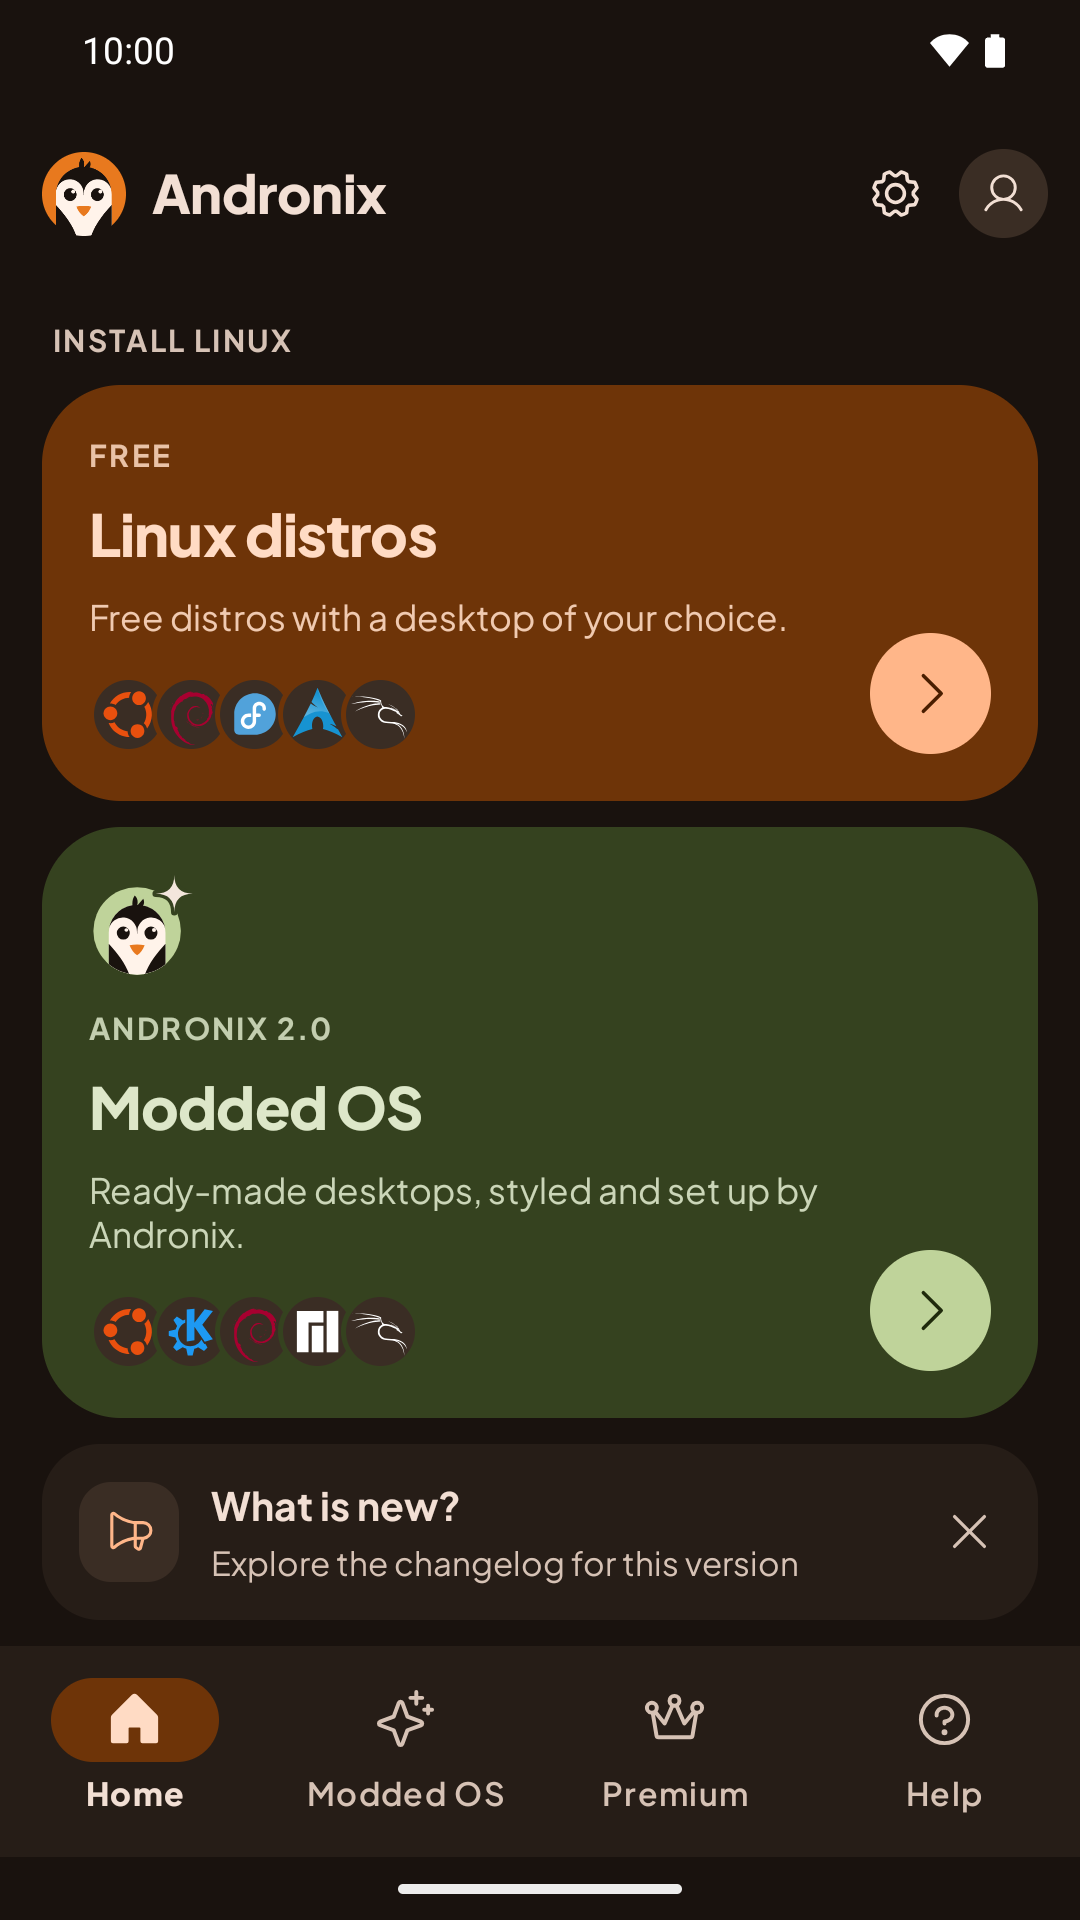 10:00
Andronix
INSTALL LINUX
FREE
Linux distros
Free distros with a desktop of your choice.
ANDRONIX 2.0
Modded OS
Ready-made desktops, styled and set up by
Andronix.
What is new?
Explore the changelog for this version
Home
Modded OS
Premium
Help